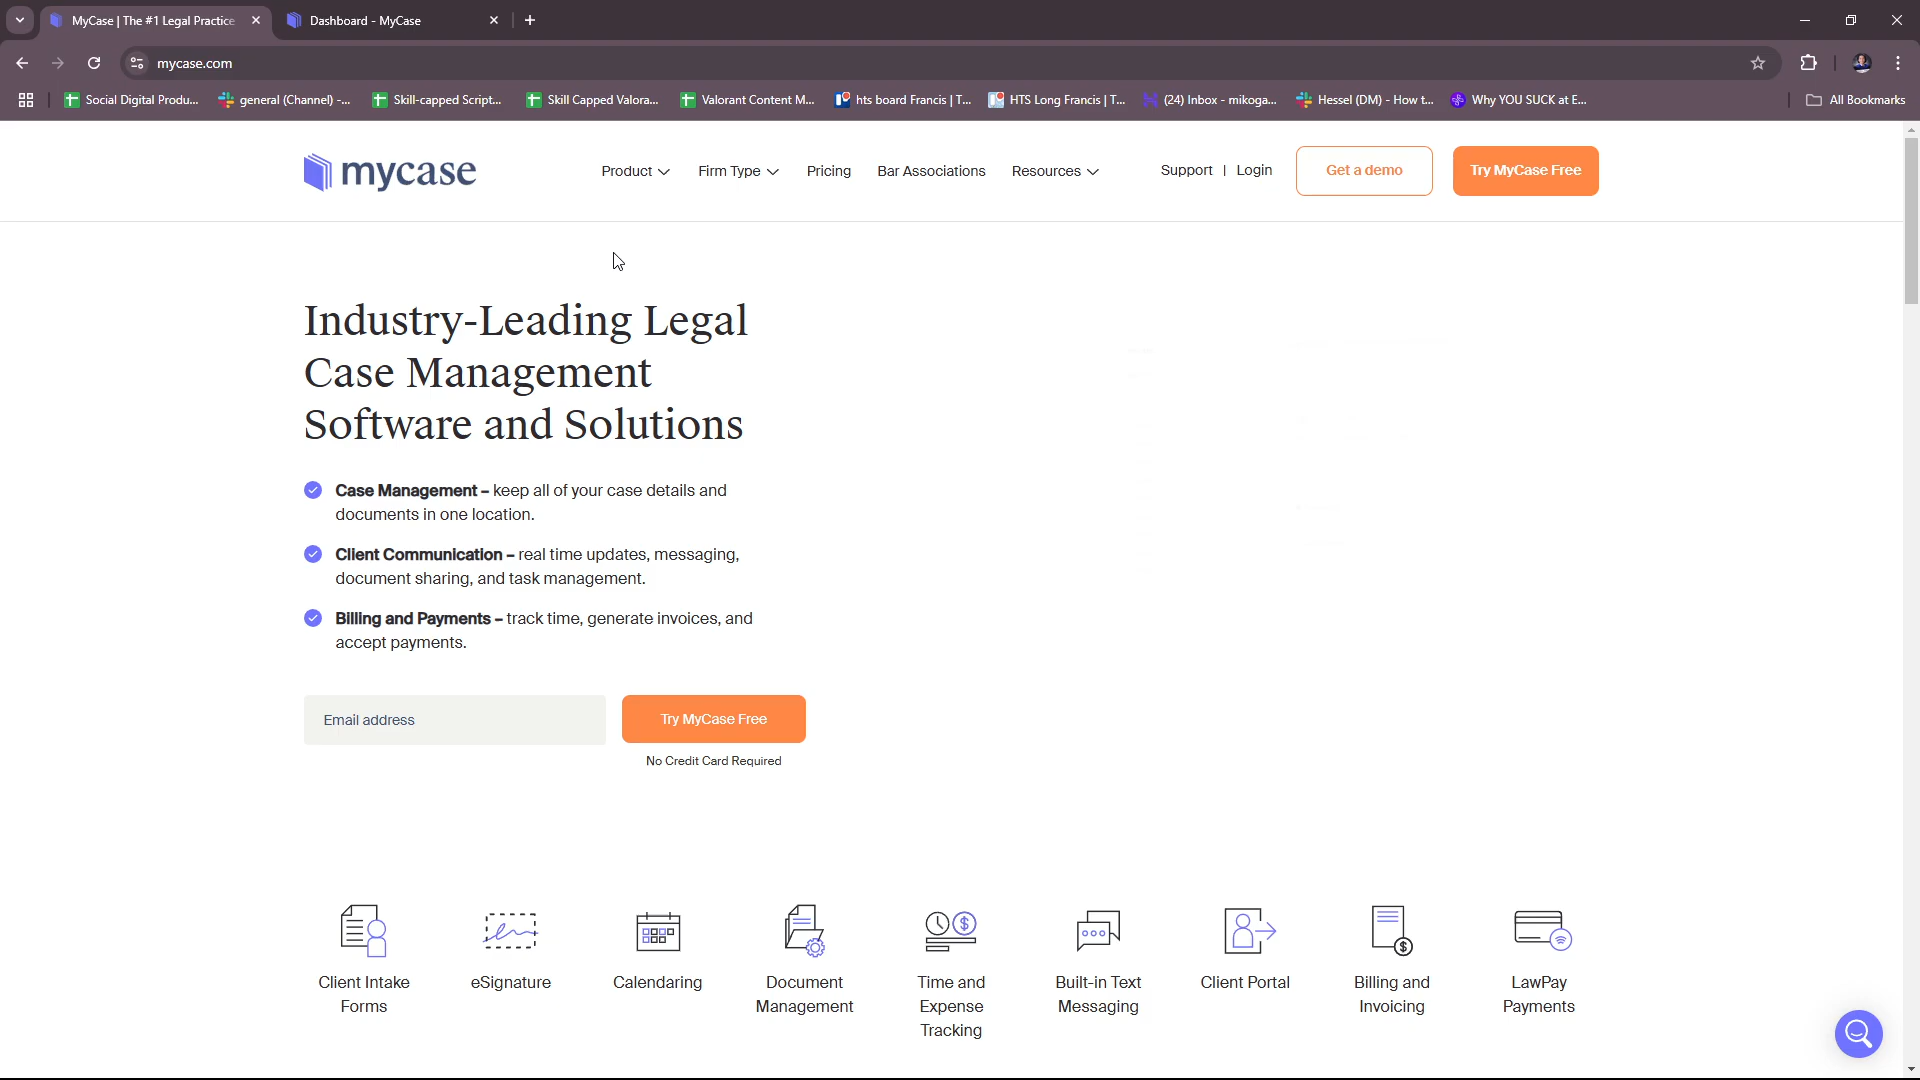 MyCase | The #1 Legal Practice
Dashboard - MyCase
mycase.com
Social Digital Produ...
general (Channel) -...
Skill-capped Script...
Skill Capped Valora...
Valorant Content M...
hts board Francis | T...
HTS Long Francis | T...
(24) Inbox - mikoga...
Hessel (DM) - How t...
Why YOU SUCK at E...
All Bookmarks
mycase
Product
Firm Type
Pricing
Bar Associations
Resources
Support | Login
Get a demo
Try MyCase Free
Industry-Leading Legal
Case Management
Software and Solutions
Case Management – keep all of your case details and
documents in one location.
Client Communication – real time updates, messaging,
document sharing, and task management.
Billing and Payments – track time, generate invoices, and
accept payments.
Email address
Try MyCase Free
No Credit Card Required
Client Intake
Forms
eSignature
Calendaring
Document
Management
Time and
Expense
Tracking
Built-in Text
Messaging
Client Portal
Billing and
Invoicing
LawPay
Payments